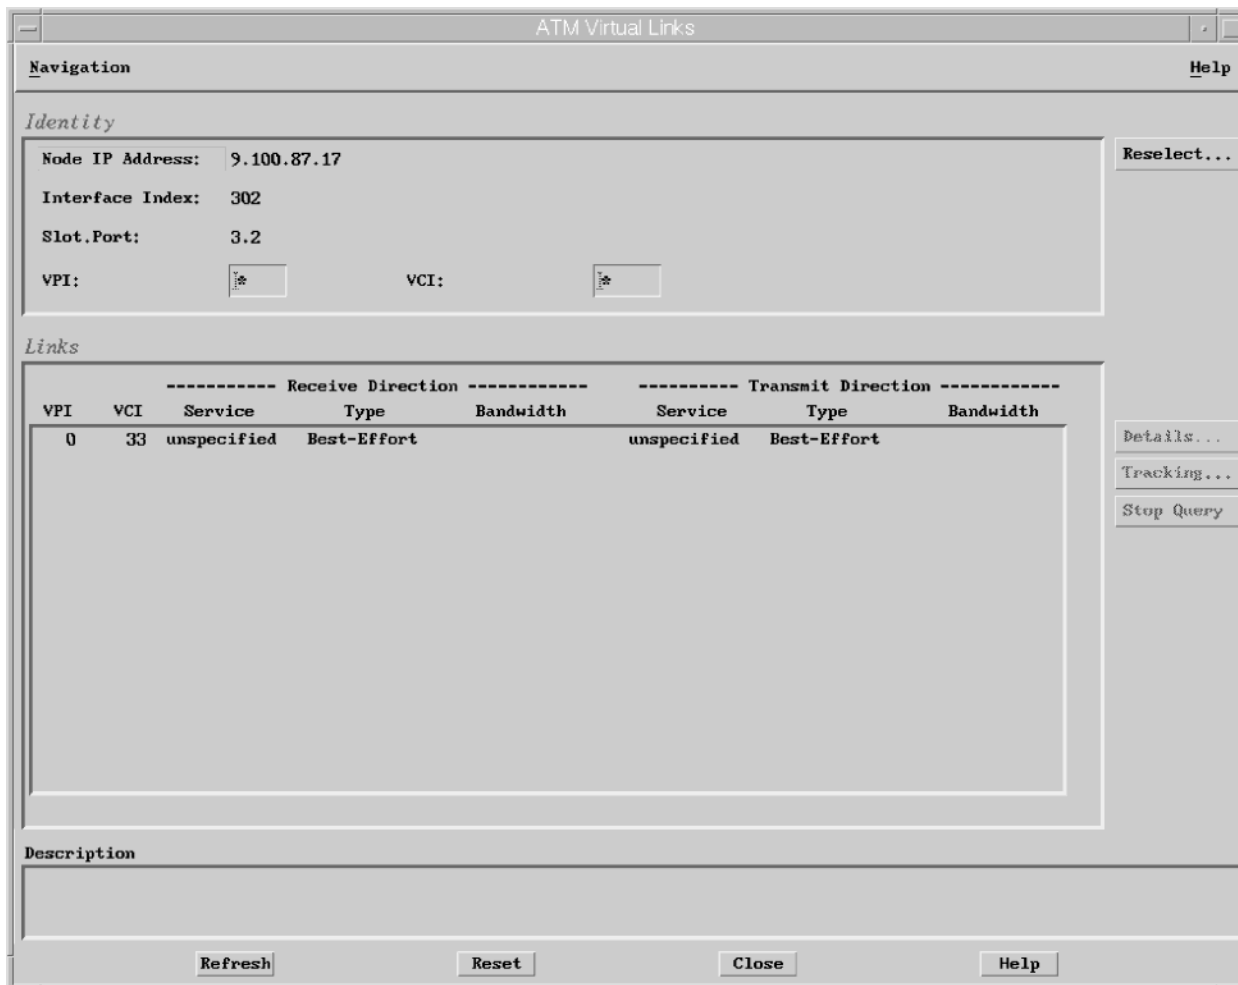 ATM Virtual Links
Navigation Help
Identity
Node IP Address: 9.100.87.17
Reselect...
Interface Index: 302
Slot.Port: 3.2
VPI: * VCI: *
Links
----------- Receive Direction ------------ ---------- Transmit Direction ------------
VPI VCI Service Type Bandwidth Service Type Bandwidth
0 33 unspecified Best-Effort unspecified Best-Effort
Details...
Tracking...
Stop Query
Description
Refresh Reset Close Help